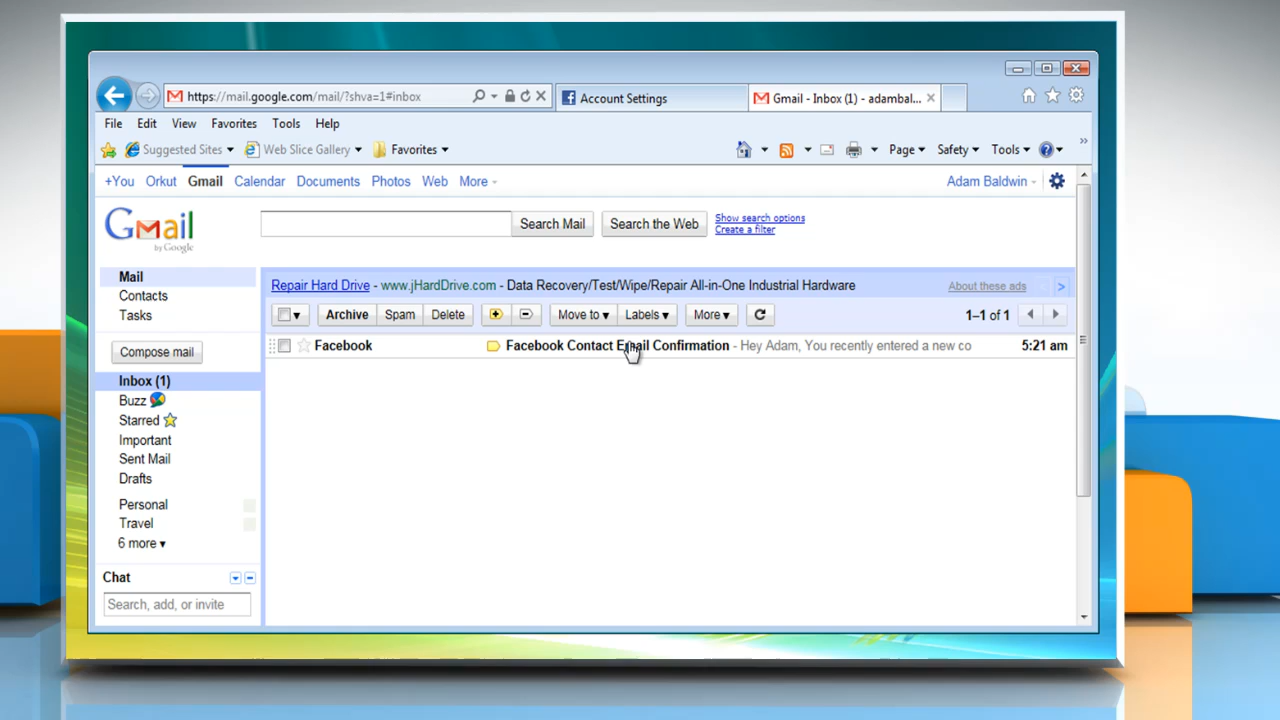 https://mail.google.com/mail/?shva=1#inbox
Account Settings
Gmail - Inbox (1) - adambal...
File Edit View Favorites Tools Help
Suggested Sites Web Slice Gallery Favorites Page Safety Tools
+You Orkut Gmail Calendar Documents Photos Web More Adam Baldwin
Gmail
by Google
Search Mail Search the Web
Show search options
Create a filter
Mail
Contacts
Tasks
Compose mail
Inbox (1)
Buzz
Starred
Important
Sent Mail
Drafts
Personal
Travel
6 more
Chat
Search, add, or invite
Repair Hard Drive - www.jHardDrive.com - Data Recovery/Test/Wipe/Repair All-in-One Industrial Hardware About these ads >
Archive Spam Delete Move to Labels More 1–1 of 1
Facebook Facebook Contact Email Confirmation - Hey Adam, You recently entered a new co 5:21 am